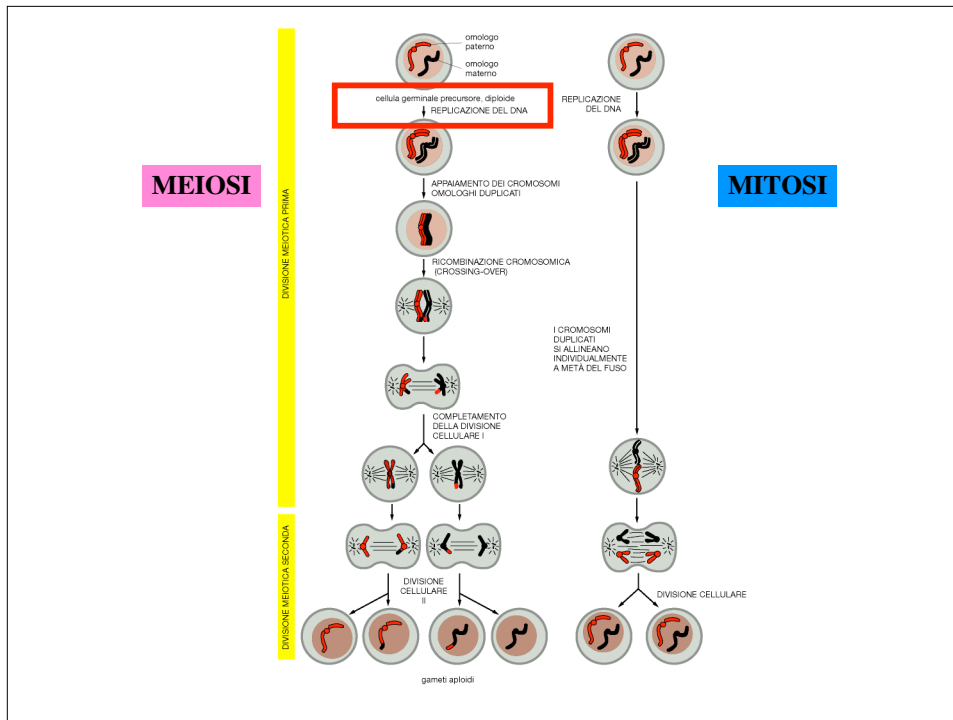 omologo
paterno
omologo
materno
cellula germinale precursore, diploide
REPLICAZIONE DEL DNA
REPLICAZIONE
DEL DNA
MEIOSI
MITOSI
APPAIAMENTO DEI CROMOSOMI
OMOLOGHI DUPLICATI
DIVISIONE MEIOTICA PRIMA
RICOMBINAZIONE CROMOSOMICA
(CROSSING-OVER)
I CROMOSOMI
DUPLICATI
SI ALLINEANO
INDIVIDUALMENTE
A METÀ DEL FUSO
COMPLETAMENTO
DELLA DIVISIONE
CELLULARE I
DIVISIONE MEIOTICA SECONDA
DIVISIONE
CELLULARE
II
DIVISIONE CELLULARE
gameti aploidi